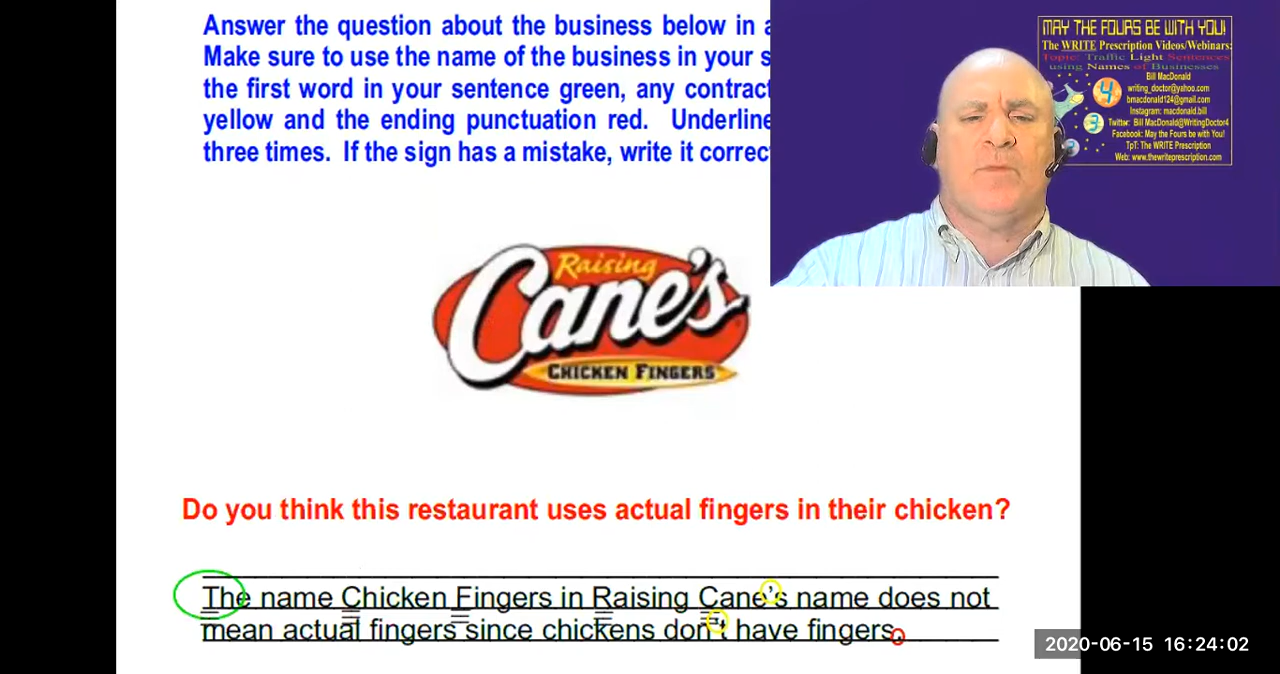 Answer the question about the business below in a
Make sure to use the name of the business in your s
the first word in your sentence green, any contract
yellow and the ending punctuation red. Underline
three times. If the sign has a mistake, write it correc
MAY THE FOURS BE WITH YOU!
The WRITE Prescription Videos/Webinars:
Topic: Traffic Light Sentences
using Names of Businesses
Bill MacDonald
writing_doctor@yahoo.com
bmacdonald124@gmail.com
Instagram: macdonald.bill
Twitter: Bill MacDonald@WritingDoctor4
Facebook: May the Fours be with You!
TpT: The WRITE Prescription
Web: www.thewriteprescription.com
4
3
Raising
Cane's
CHICKEN FINGERS
Do you think this restaurant uses actual fingers in their chicken?
The name Chicken Fingers in Raising Cane's name does not
mean actual fingers since chickens don't have fingers.
2020-06-15 16:24:02